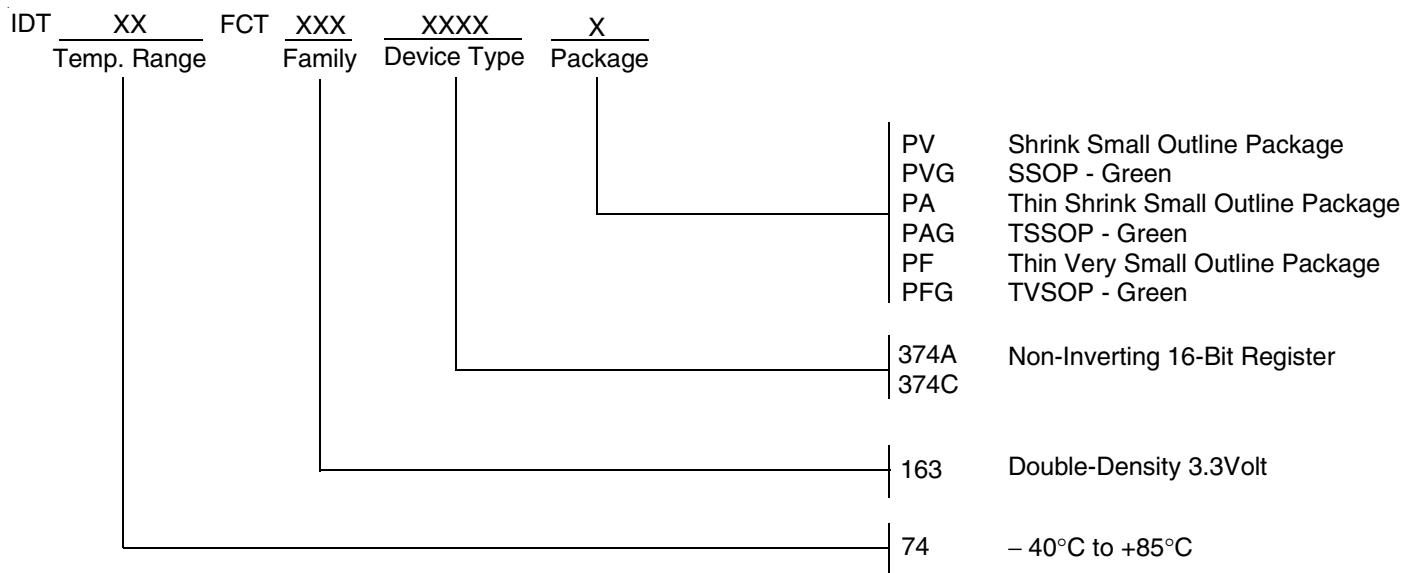 IDT XX FCT XXX XXXX X
Temp. Range Family Device Type Package
PV Shrink Small Outline Package
PVG SSOP - Green
PA Thin Shrink Small Outline Package
PAG TSSOP - Green
PF Thin Very Small Outline Package
PFG TVSOP - Green
374A Non-Inverting 16-Bit Register
374C
163 Double-Density 3.3Volt
74 – 40°C to +85°C